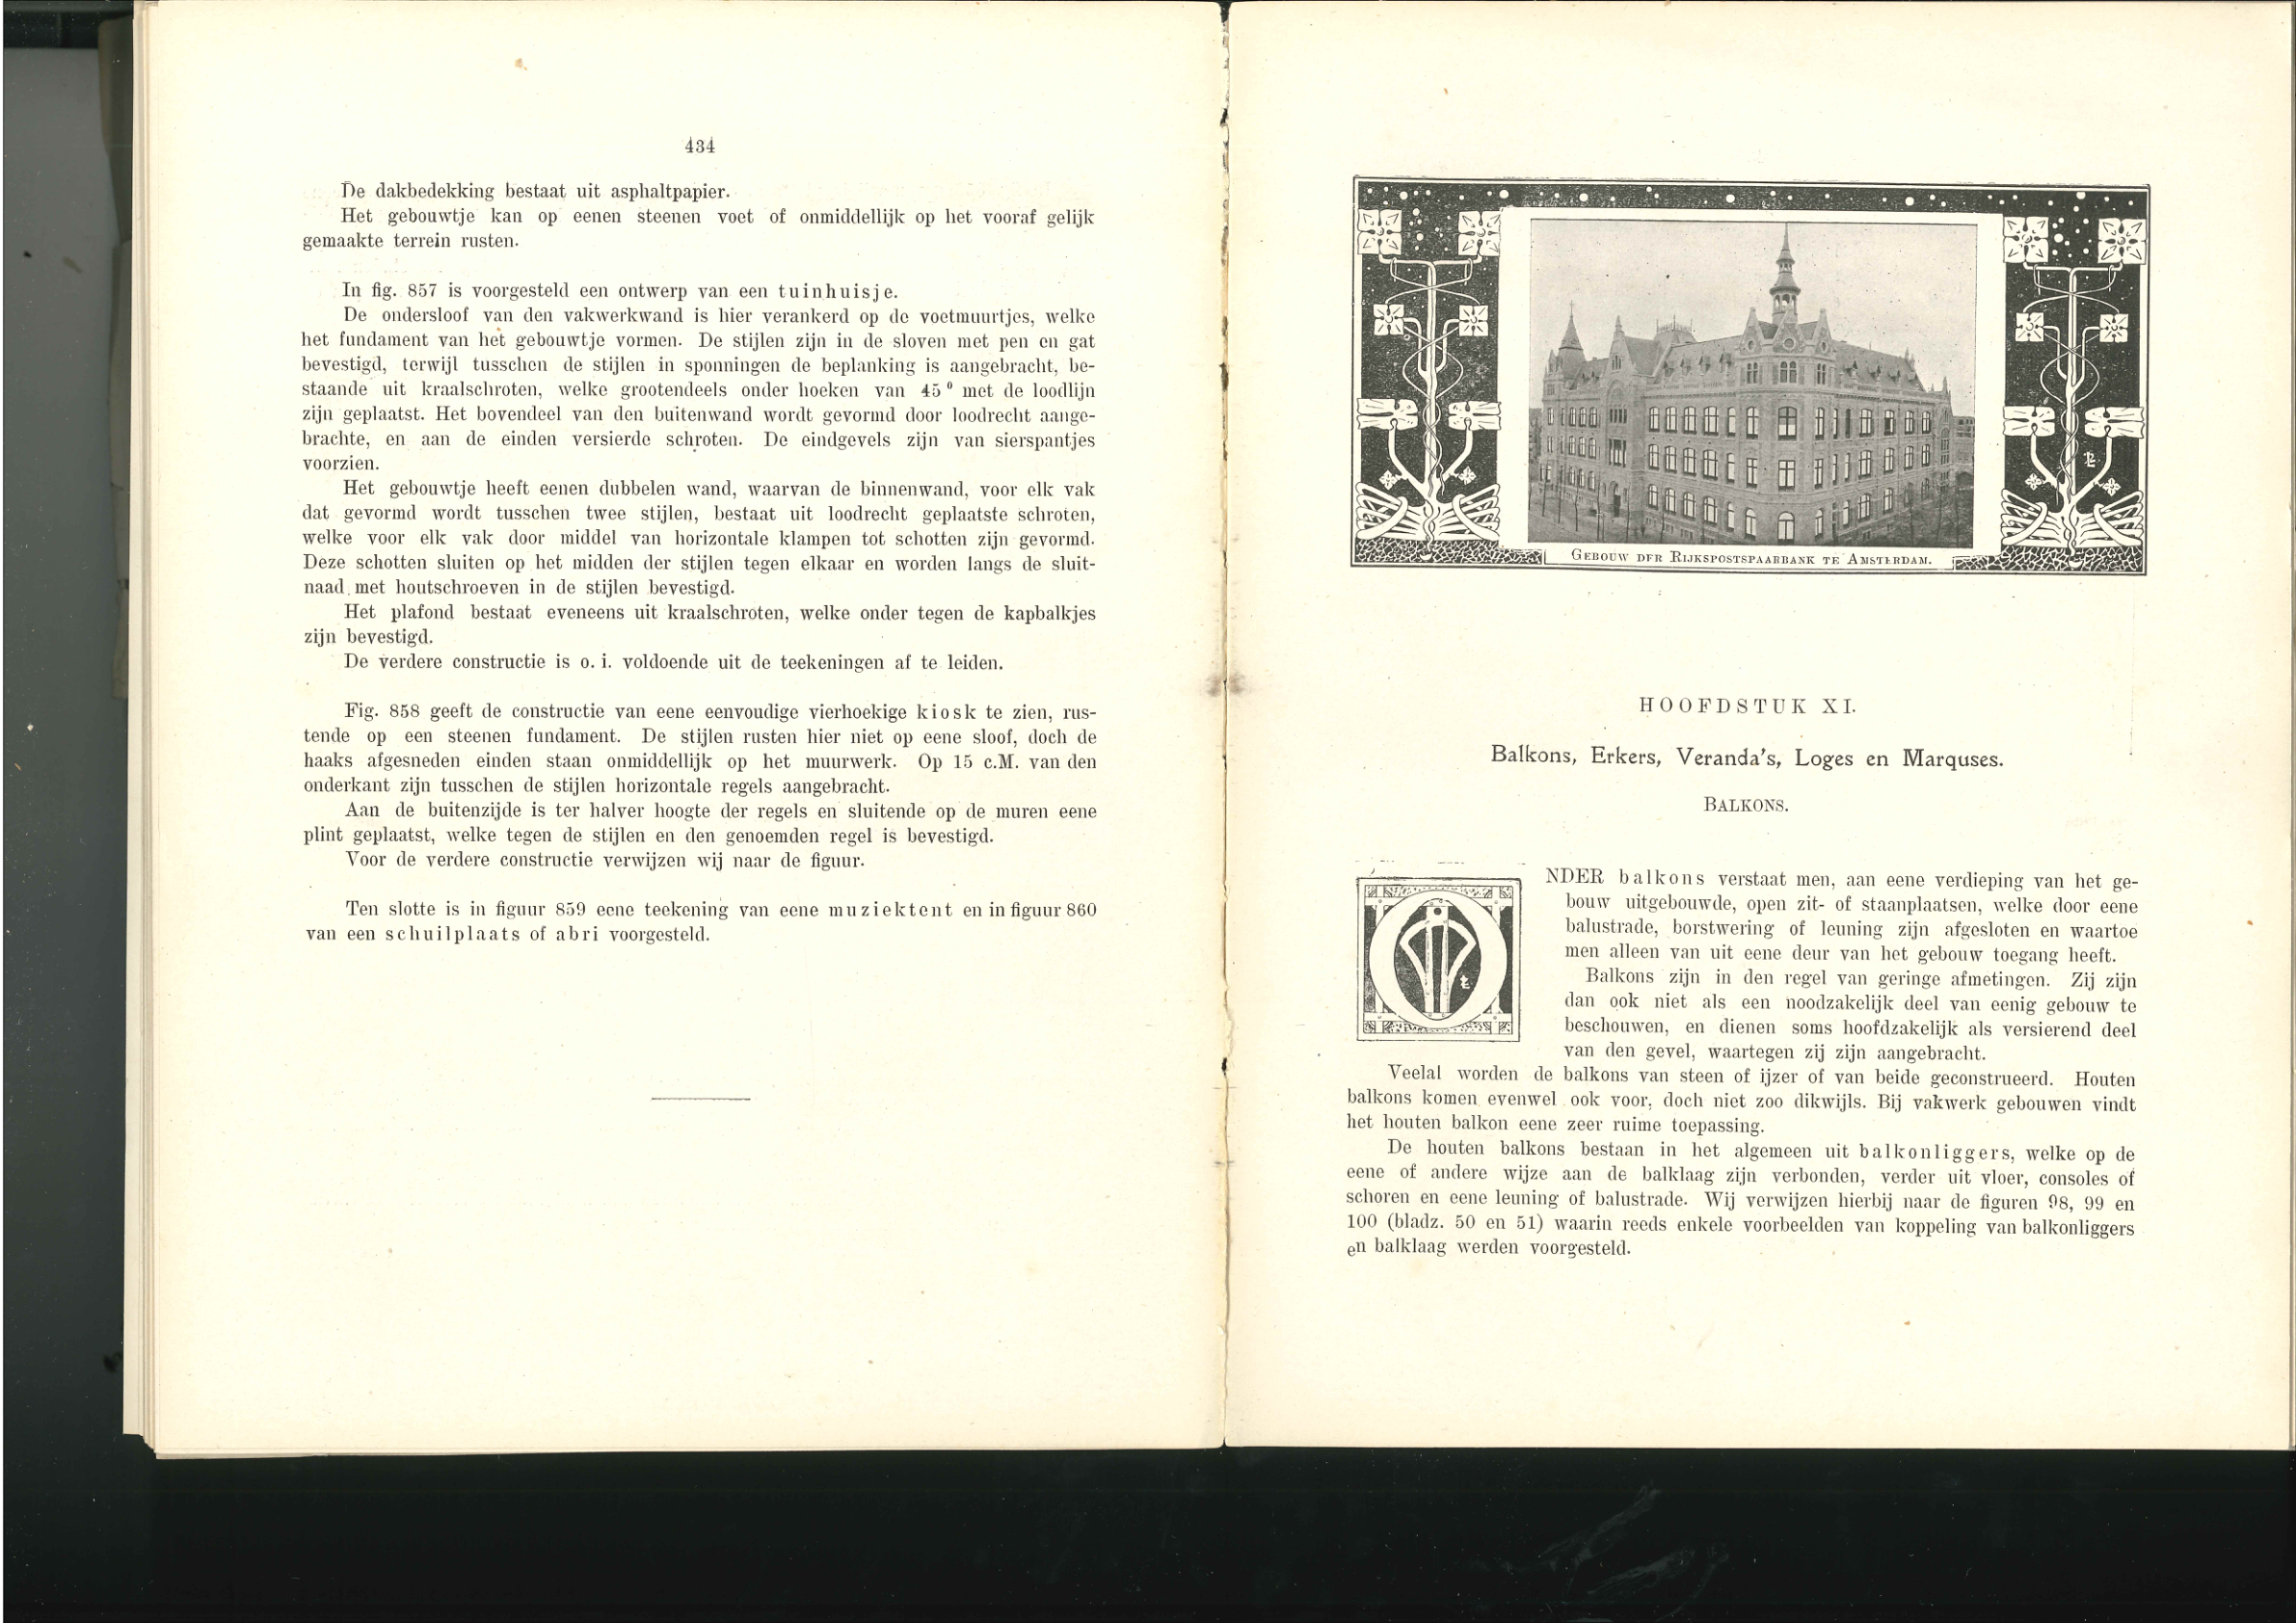 434
De dakbedekking bestaat uit asphaltpapier.
Het gebouwtje kan op eenen steenen voet of onmiddellijk op het vooraf gelijk
gemaakte terrein rusten.
In fig. 857 is voorgesteld een ontwerp van een tuinhuisje.
De ondersloof van den vakwerkwand is hier verankerd op de voetmuurtjes, welke
het fundament van het gebouwtje vormen. De stijlen zijn in de sloven met pen en gat
bevestigd, terwijl tusschen de stijlen in sponningen de beplanking is aangebracht, be-
staande uit kraalschroten, welke grootendeels onder hoeken van 45° met de loodlijn
zijn geplaatst. Het bovendeel van den buitenwand wordt gevormd door loodrecht aange-
brachte, en aan de einden versierde schroten. De eindgevels zijn van sierspantjes
voorzien.
Het gebouwtje heeft eenen dubbelen wand, waarvan de binnenwand, voor elk vak
dat gevormd wordt tusschen twee stijlen, bestaat uit loodrecht geplaatste schroten,
welke voor elk vak door middel van horizontale klampen tot schotten zijn gevormd.
Deze schotten sluiten op het midden der stijlen tegen elkaar en worden langs de sluit-
naad met houtschroeven in de stijlen bevestigd.
Het plafond bestaat eveneens uit kraalschroten, welke onder tegen de kapbalkjes
zijn bevestigd.
De verdere constructie is o. i. voldoende uit de teekeningen af te leiden.
Fig. 858 geeft de constructie van eene eenvoudige vierhoekige kiosk te zien, rus-
tende op een steenen fundament. De stijlen rusten hier niet op eene sloof, doch de
haaks afgesneden einden staan onmiddellijk op het muurwerk. Op 15 c.M. van den
onderkant zijn tusschen de stijlen horizontale regels aangebracht.
Aan de buitenzijde is ter halver hoogte der regels en sluitende op de muren eene
plint geplaatst, welke tegen de stijlen en den genoemden regel is bevestigd.
Voor de verdere constructie verwijzen wij naar de figuur.
Ten slotte is in figuur 859 eene teekening van eene muziektent en in figuur 860
van een schuilplaats of abri voorgesteld.
GEBOUW DER RIJKSPOSTSPAARBANK TE AMSTERDAM.
HOOFDSTUK XI.
Balkons, Erkers, Veranda's, Loges en Marquses.
BALKONS.
ONDER balkons verstaat men, aan eene verdieping van het ge-
bouw uitgebouwde, open zit- of staanplaatsen, welke door eene
balustrade, borstwering of leuning zijn afgesloten en waartoe
men alleen van uit eene deur van het gebouw toegang heeft.
Balkons zijn in den regel van geringe afmetingen. Zij zijn
dan ook niet als een noodzakelijk deel van eenig gebouw te
beschouwen, en dienen soms hoofdzakelijk als versierend deel
van den gevel, waartegen zij zijn aangebracht.
Veelal worden de balkons van steen of ijzer of van beide geconstrueerd. Houten
balkons komen evenwel ook voor, doch niet zoo dikwijls. Bij vakwerk gebouwen vindt
het houten balkon eene zeer ruime toepassing.
De houten balkons bestaan in het algemeen uit balkonliggers, welke op de
eene of andere wijze aan de balklaag zijn verbonden, verder uit vloer, consoles of
schoren en eene leuning of balustrade. Wij verwijzen hierbij naar de figuren 98, 99 en
100 (bladz. 50 en 51) waarin reeds enkele voorbeelden van koppeling van balkonliggers
en balklaag werden voorgesteld.